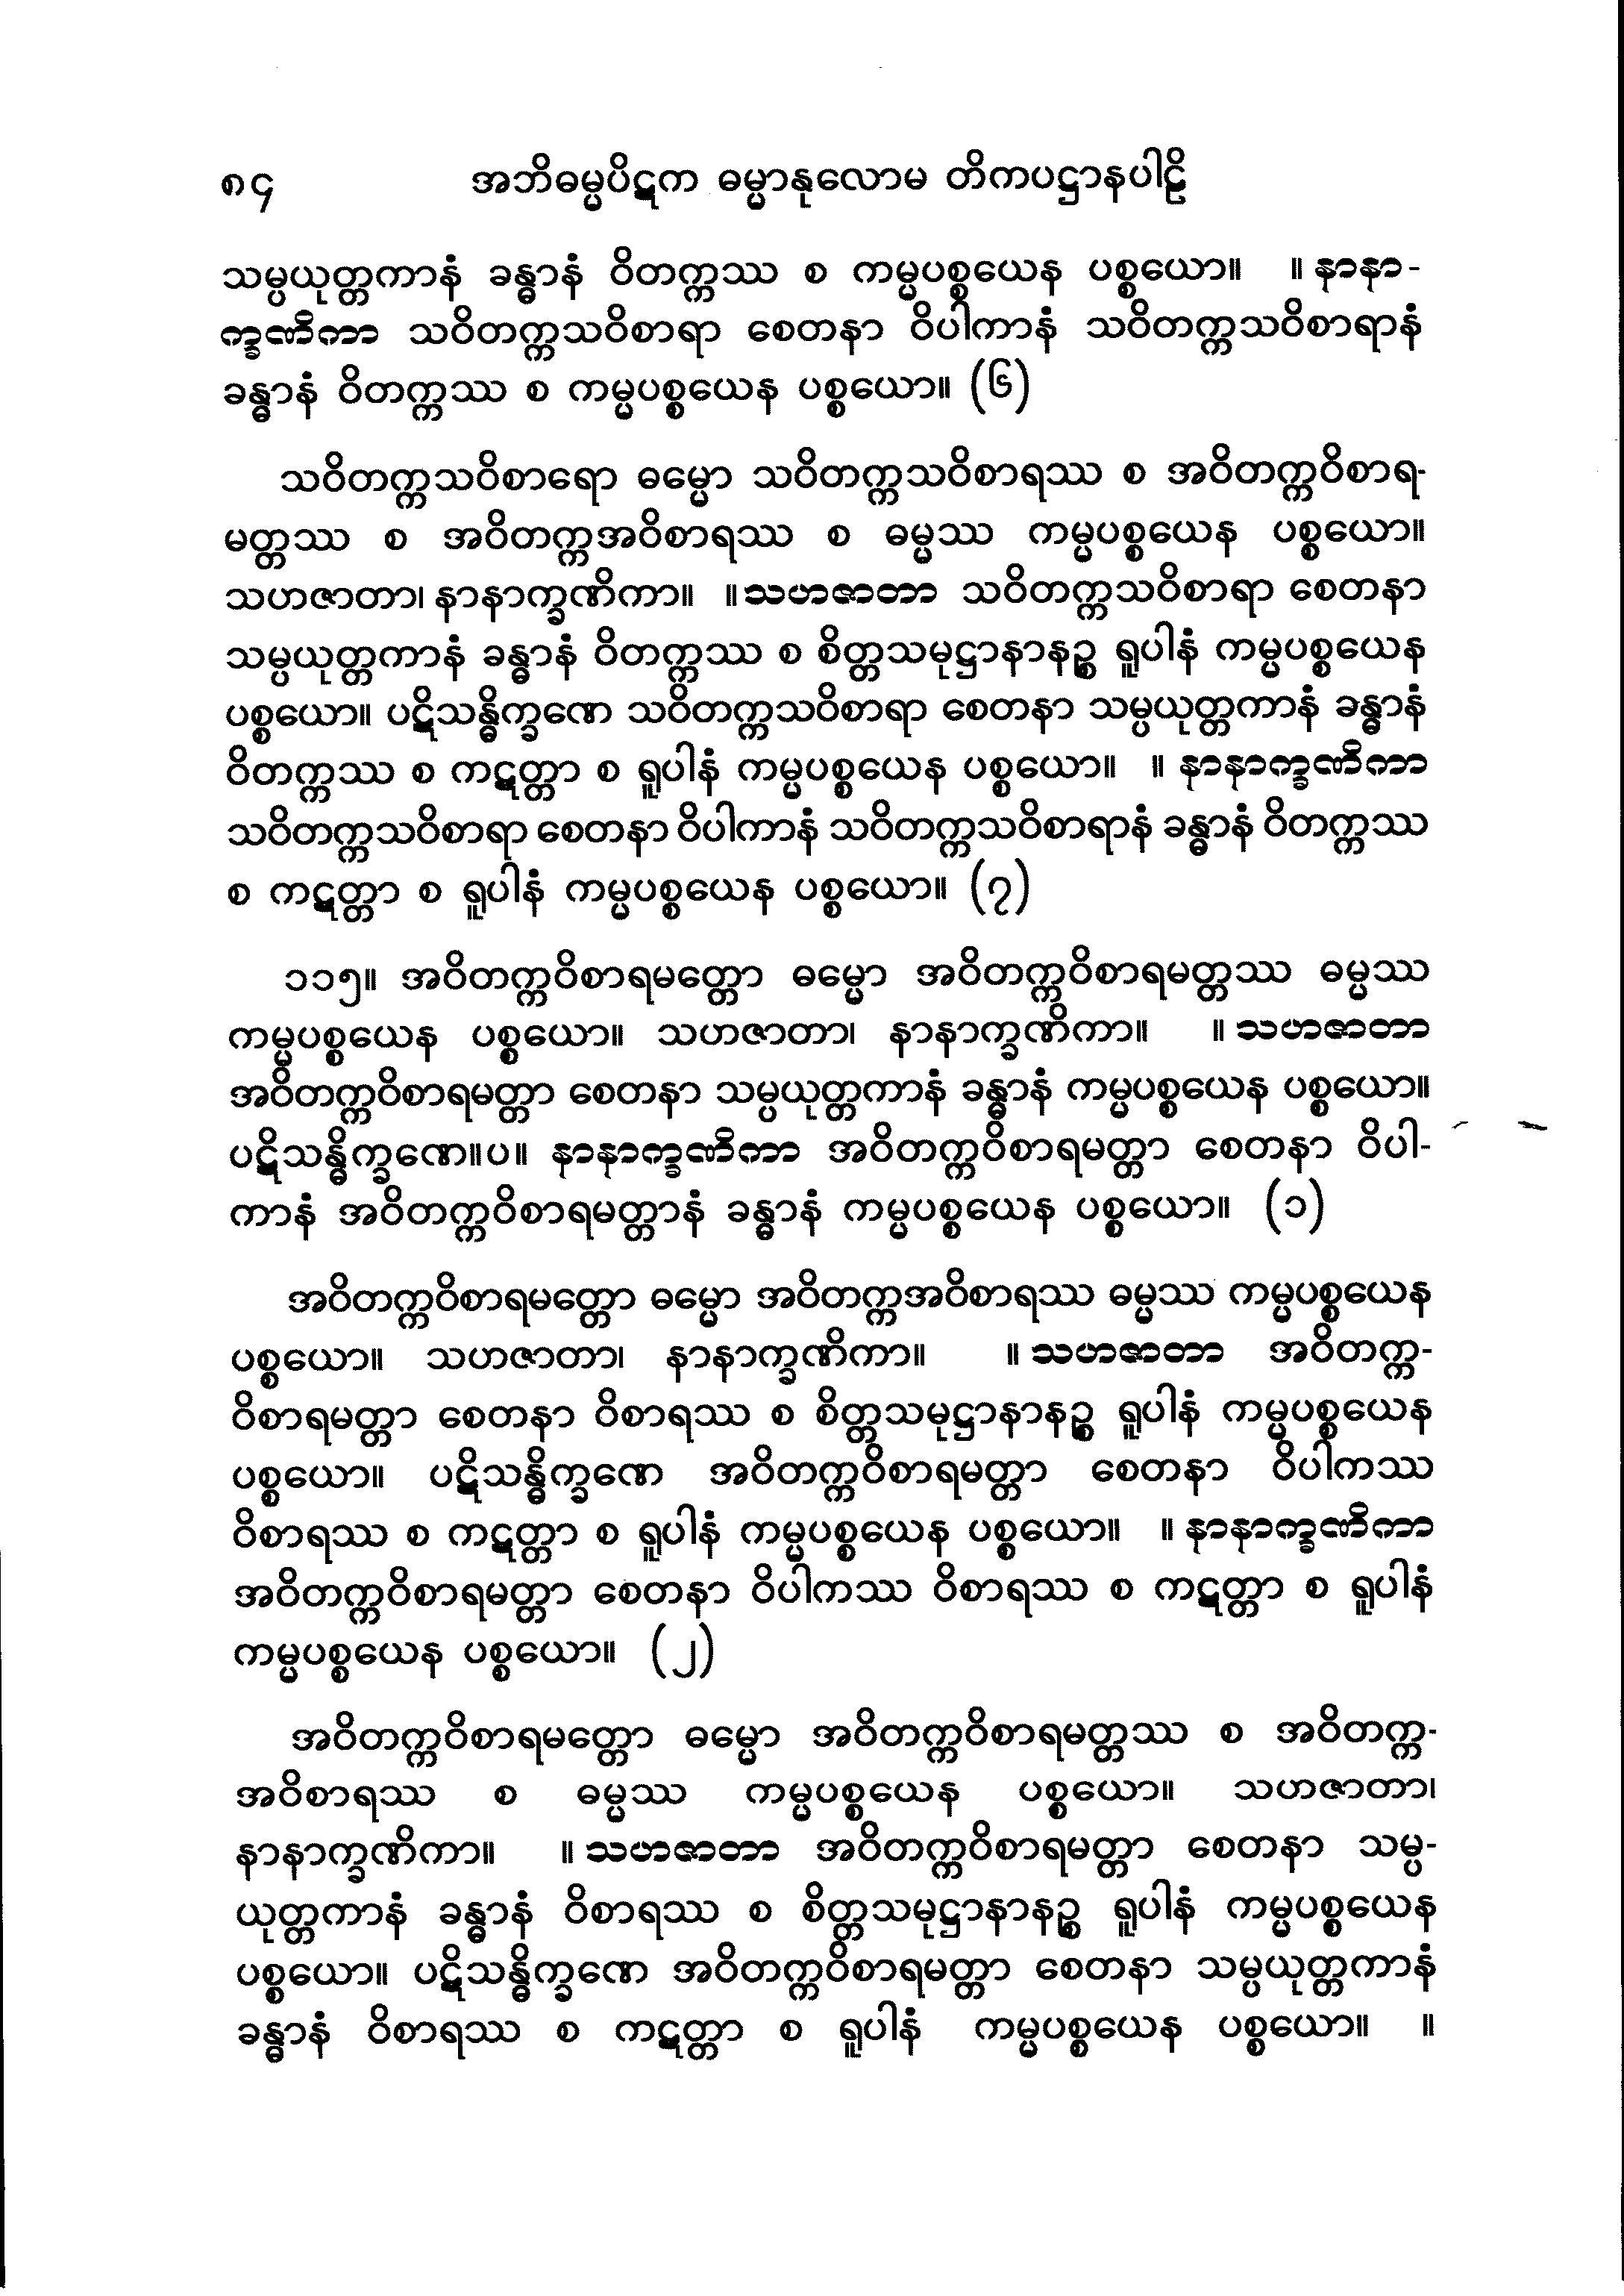 ၈၄ အဘိဓမ္မပိဋက ဓမ္မာနုလောမ တိကပဋ္ဌာနပါဠိ
သမ္ပယုတ္တကာနံ ခန္ဓာနံ ဝိတက္ကဿ စ ကမ္မပစ္စယေန ပစ္စယော။ ။ နာနာ-
က္ခဏိကာ သဝိတက္ကသဝိစာရာ စေတနာ ဝိပါကာနံ သဝိတက္ကသဝိစာရာနံ
ခန္ဓာနံ ဝိတက္ကဿ စ ကမ္မပစ္စယေန ပစ္စယော။ (၆)
သဝိတက္ကသဝိစာရော ဓမ္မော သဝိတက္ကသဝိစာရဿ စ အဝိတက္ကဝိစာရ-
မတ္တဿ စ အဝိတက္ကအဝိစာရဿ စ ဓမ္မဿ ကမ္မပစ္စယေန ပစ္စယော။
သဟဇာတာ၊ နာနာက္ခဏိကာ။ ။ သဟဇာတာ သဝိတက္ကသဝိစာရာ စေတနာ
သမ္ပယုတ္တကာနံ ခန္ဓာနံ ဝိတက္ကဿ စ စိတ္တသမုဋ္ဌာနာနဉ္စ ရူပါနံ ကမ္မပစ္စယေန
ပစ္စယော။ ပဋိသန္ဓိက္ခဏေ သဝိတက္ကသဝိစာရာ စေတနာ သမ္ပယုတ္တကာနံ ခန္ဓာနံ
ဝိတက္ကဿ စ ကဋတ္တာ စ ရူပါနံ ကမ္မပစ္စယေန ပစ္စယော။ ။ နာနာက္ခဏိကာ
သဝိတက္ကသဝိစာရာ စေတနာ ဝိပါကာနံ သဝိတက္ကသဝိစာရာနံ ခန္ဓာနံ ဝိတက္ကဿ
စ ကဋတ္တာ စ ရူပါနံ ကမ္မပစ္စယေန ပစ္စယော။ (၇)
၁၁၅။ အဝိတက္ကဝိစာရမတ္တော ဓမ္မော အဝိတက္ကဝိစာရမတ္တဿ ဓမ္မဿ
ကမ္မပစ္စယေန ပစ္စယော။ သဟဇာတာ၊ နာနာက္ခဏိကာ။ ။ သဟဇာတာ
အဝိတက္ကဝိစာရမတ္တာ စေတနာ သမ္ပယုတ္တကာနံ ခန္ဓာနံ ကမ္မပစ္စယေန ပစ္စယော။
ပဋိသန္ဓိက္ခဏေ။ပ။ နာနာက္ခဏိကာ အဝိတက္ကဝိစာရမတ္တာ စေတနာ ဝိပါ-
ကာနံ အဝိတက္ကဝိစာရမတ္တာနံ ခန္ဓာနံ ကမ္မပစ္စယေန ပစ္စယော။ (၁)
အဝိတက္ကဝိစာရမတ္တော ဓမ္မော အဝိတက္ကအဝိစာရဿ ဓမ္မဿ ကမ္မပစ္စယေန
ပစ္စယော။ သဟဇာတာ၊ နာနာက္ခဏိကာ။ ။ သဟဇာတာ အဝိတက္က-
ဝိစာရမတ္တာ စေတနာ ဝိစာရဿ စ စိတ္တသမုဋ္ဌာနာနဉ္စ ရူပါနံ ကမ္မပစ္စယေန
ပစ္စယော။ ပဋိသန္ဓိက္ခဏေ အဝိတက္ကဝိစာရမတ္တာ စေတနာ ဝိပါကဿ
ဝိစာရဿ စ ကဋတ္တာ စ ရူပါနံ ကမ္မပစ္စယေန ပစ္စယော။ ။ နာနာက္ခဏိကာ
အဝိတက္ကဝိစာရမတ္တာ စေတနာ ဝိပါကဿ ဝိစာရဿ စ ကဋတ္တာ စ ရူပါနံ
ကမ္မပစ္စယေန ပစ္စယော။ (၂)
အဝိတက္ကဝိစာရမတ္တော ဓမ္မော အဝိတက္ကဝိစာရမတ္တဿ စ အဝိတက္က-
အဝိစာရဿ စ ဓမ္မဿ ကမ္မပစ္စယေန ပစ္စယော။ သဟဇာတာ၊
နာနာက္ခဏိကာ။ ။ သဟဇာတာ အဝိတက္ကဝိစာရမတ္တာ စေတနာ သမ္ပ-
ယုတ္တကာနံ ခန္ဓာနံ ဝိစာရဿ စ စိတ္တသမုဋ္ဌာနာနဉ္စ ရူပါနံ ကမ္မပစ္စယေန
ပစ္စယော။ ပဋိသန္ဓိက္ခဏေ အဝိတက္ကဝိစာရမတ္တာ စေတနာ သမ္ပယုတ္တကာနံ
ခန္ဓာနံ ဝိစာရဿ စ ကဋတ္တာ စ ရူပါနံ ကမ္မပစ္စယေန ပစ္စယော။ ။